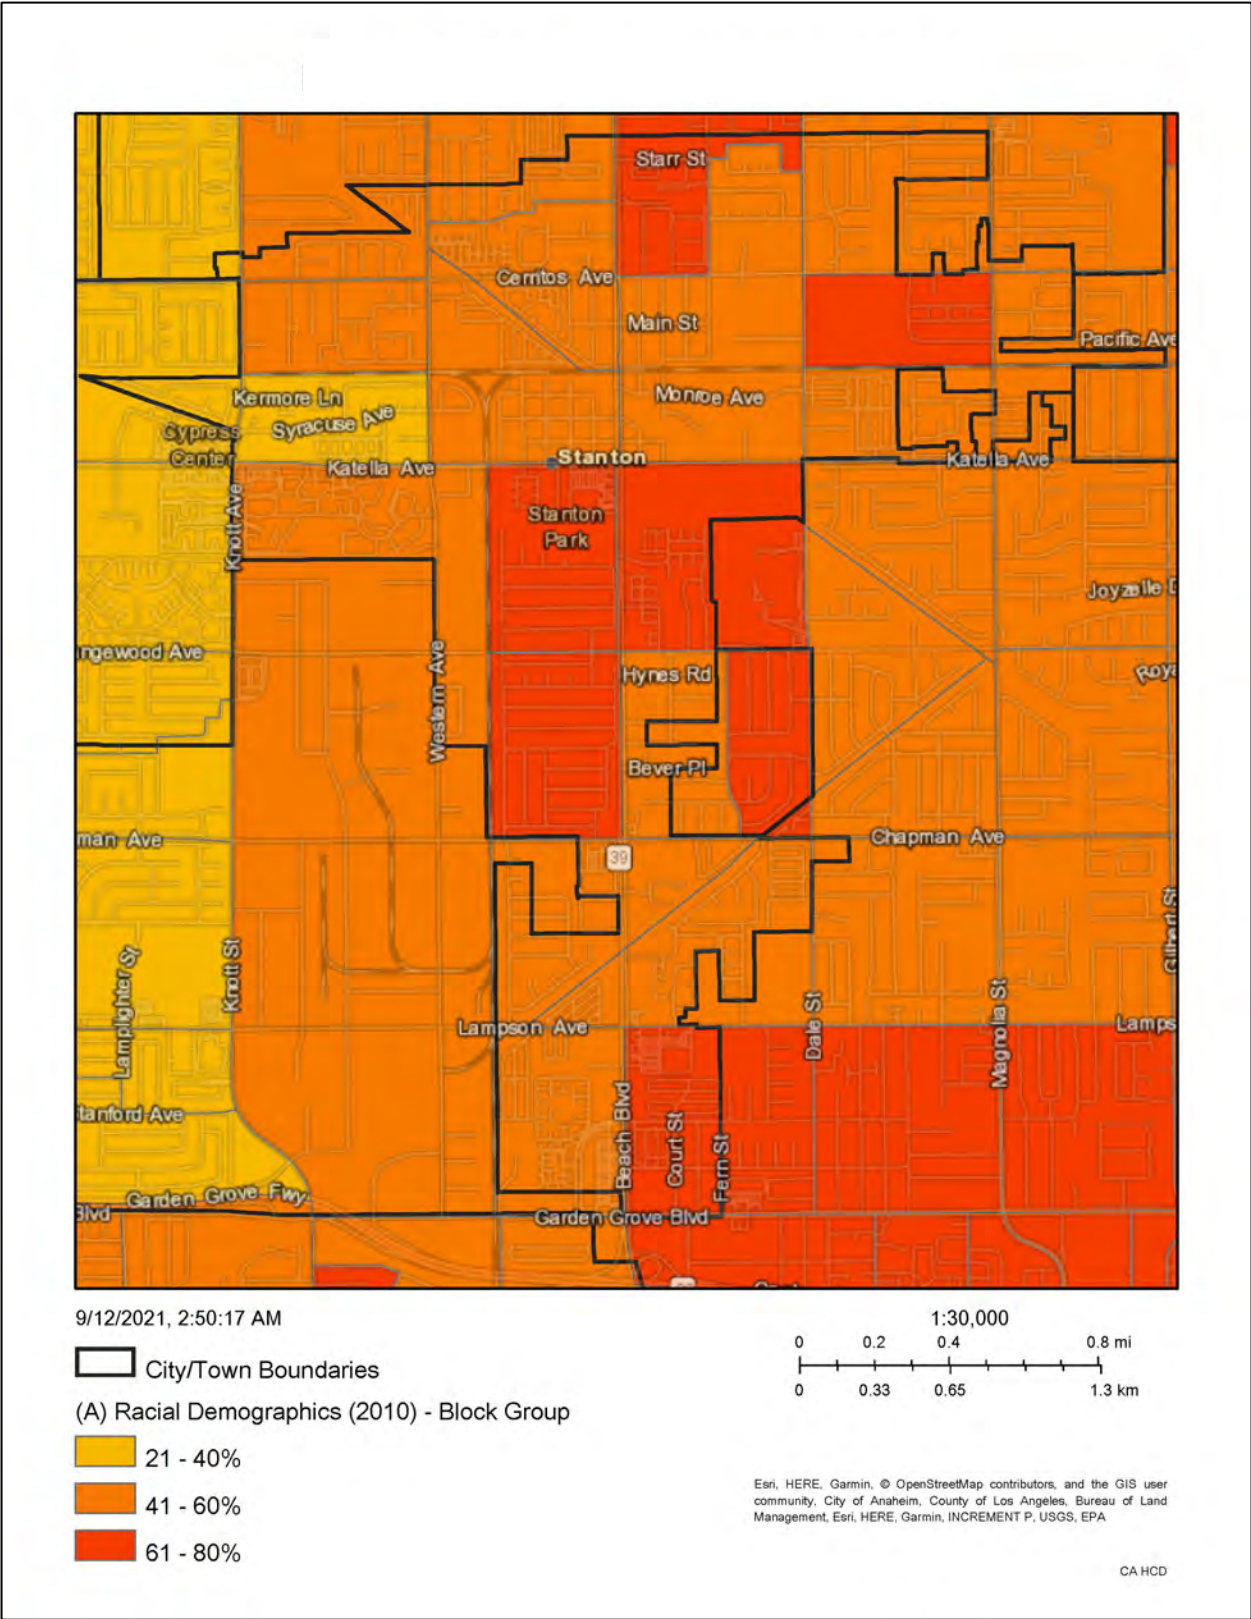 Starr St
Cerritos Ave
Main St
Pacific Ave
Kermore Ln
Monroe Ave
Syracuse Ave
Cypress
Center
Stanton
Katella Ave
Katella Ave
Stanton
Park
Knott Ave
Joyzelle D
ngewood Ave
Western Ave
Hynes Rd
Roya
Bever Pl
man Ave
Chapman Ave
39
Gilbert St
Lamplighter St
Knott St
Lampson Ave
Dale St
Magnolia St
Lamps
tanford Ave
Beach Blvd
Court St
Fern St
Garden Grove Fwy
Blvd
Garden Grove Blvd
9/12/2021, 2:50:17 AM
1:30,000
0 0.2 0.4 0.8 mi
0 0.33 0.65 1.3 km
City/Town Boundaries
(A) Racial Demographics (2010) - Block Group
21 - 40%
41 - 60%
61 - 80%
Esri, HERE, Garmin, © OpenStreetMap contributors, and the GIS user
community, City of Anaheim, County of Los Angeles, Bureau of Land
Management, Esri, HERE, Garmin, INCREMENT P, USGS, EPA
CA HCD